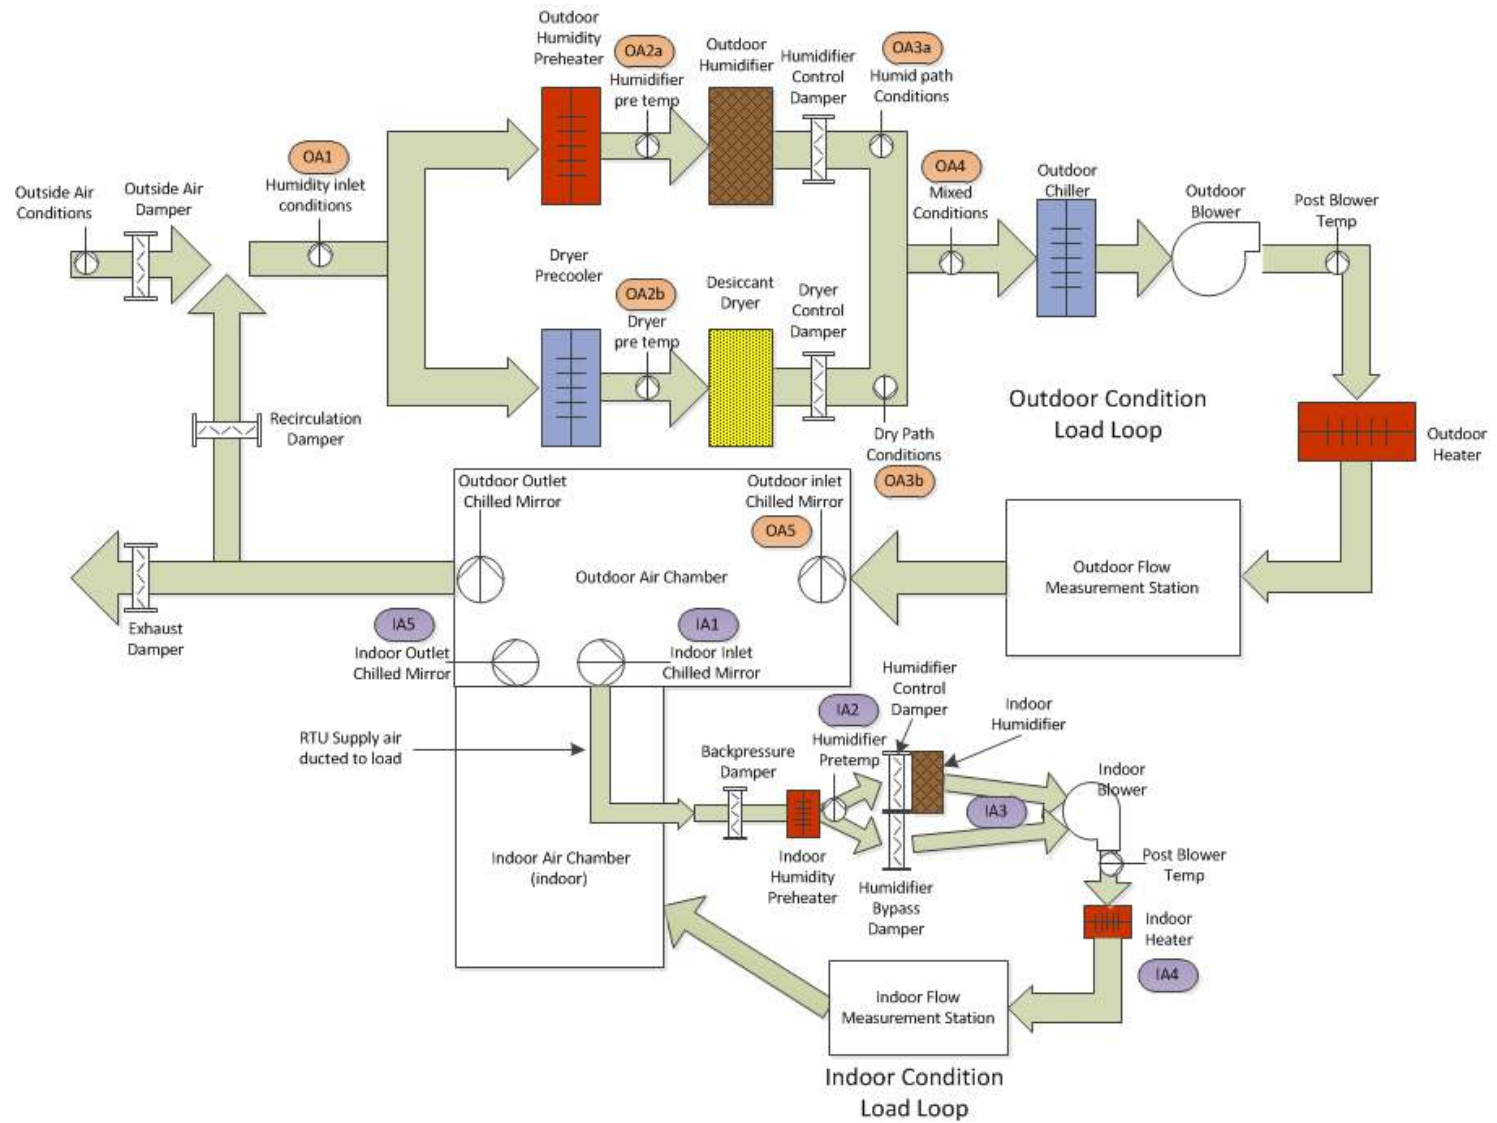 Outdoor
Humidity
Preheater
OA2a
Humidifier
pre temp
Outdoor
Humidifier
Humidifier
Control
Damper
OA3a
Humid path
Conditions
OA1
Humidity inlet
conditions
Outside Air
Conditions
Outside Air
Damper
OA4
Mixed
Conditions
Outdoor
Chiller
Outdoor
Blower
Post Blower
Temp
Dryer
Precooler
OA2b
Dryer
pre temp
Desiccant
Dryer
Dryer
Control
Damper
Recirculation
Damper
Dry Path
Conditions
OA3b
Outdoor Condition
Load Loop
Outdoor
Heater
Outdoor Outlet
Chilled Mirror
Outdoor inlet
Chilled Mirror
OA5
Outdoor Air Chamber
Outdoor Flow
Measurement Station
Exhaust
Damper
IA5
Indoor Outlet
Chilled Mirror
IA1
Indoor Inlet
Chilled Mirror
RTU Supply air
ducted to load
Backpressure
Damper
IA2
Humidifier
Pretemp
Humidifier
Control
Damper
Indoor
Humidifier
Indoor
Blower
IA3
Indoor Air Chamber
(indoor)
Indoor
Humidity
Preheater
Humidifier
Bypass
Damper
Post Blower
Temp
Indoor
Heater
IA4
Indoor Flow
Measurement Station
Indoor Condition
Load Loop